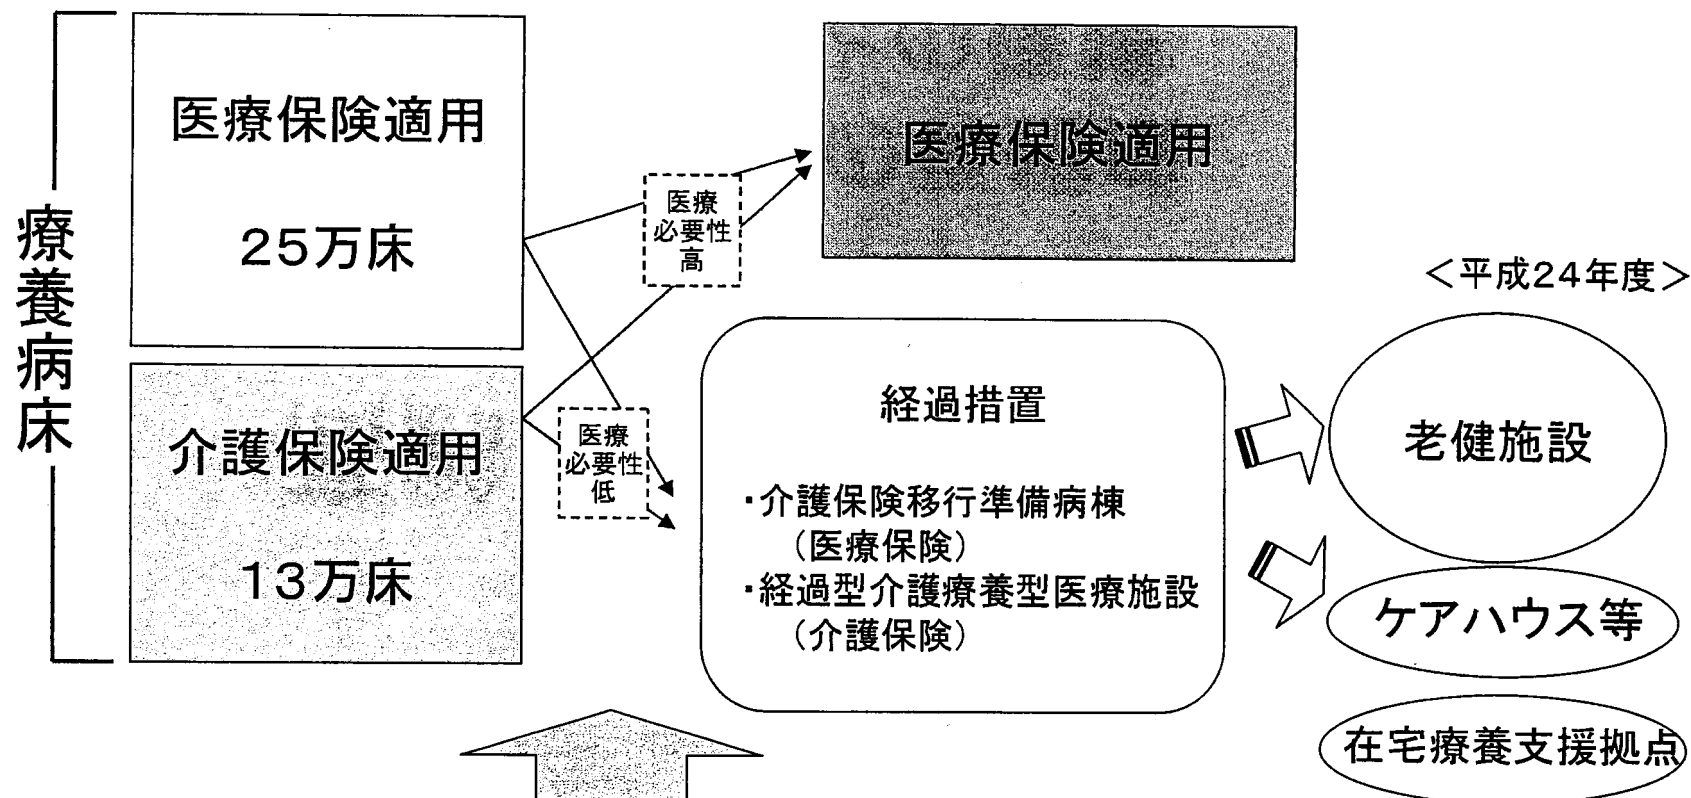 療養病床
医療保険適用
25万床
介護保険適用
13万床
医療
必要性
高
医療
必要性
低
医療保険適用
経過措置
・介護保険移行準備病棟
(医療保険)
・経過型介護療養型医療施設
(介護保険)
<平成24年度>
老健施設
ケアハウス等
在宅療養支援拠点